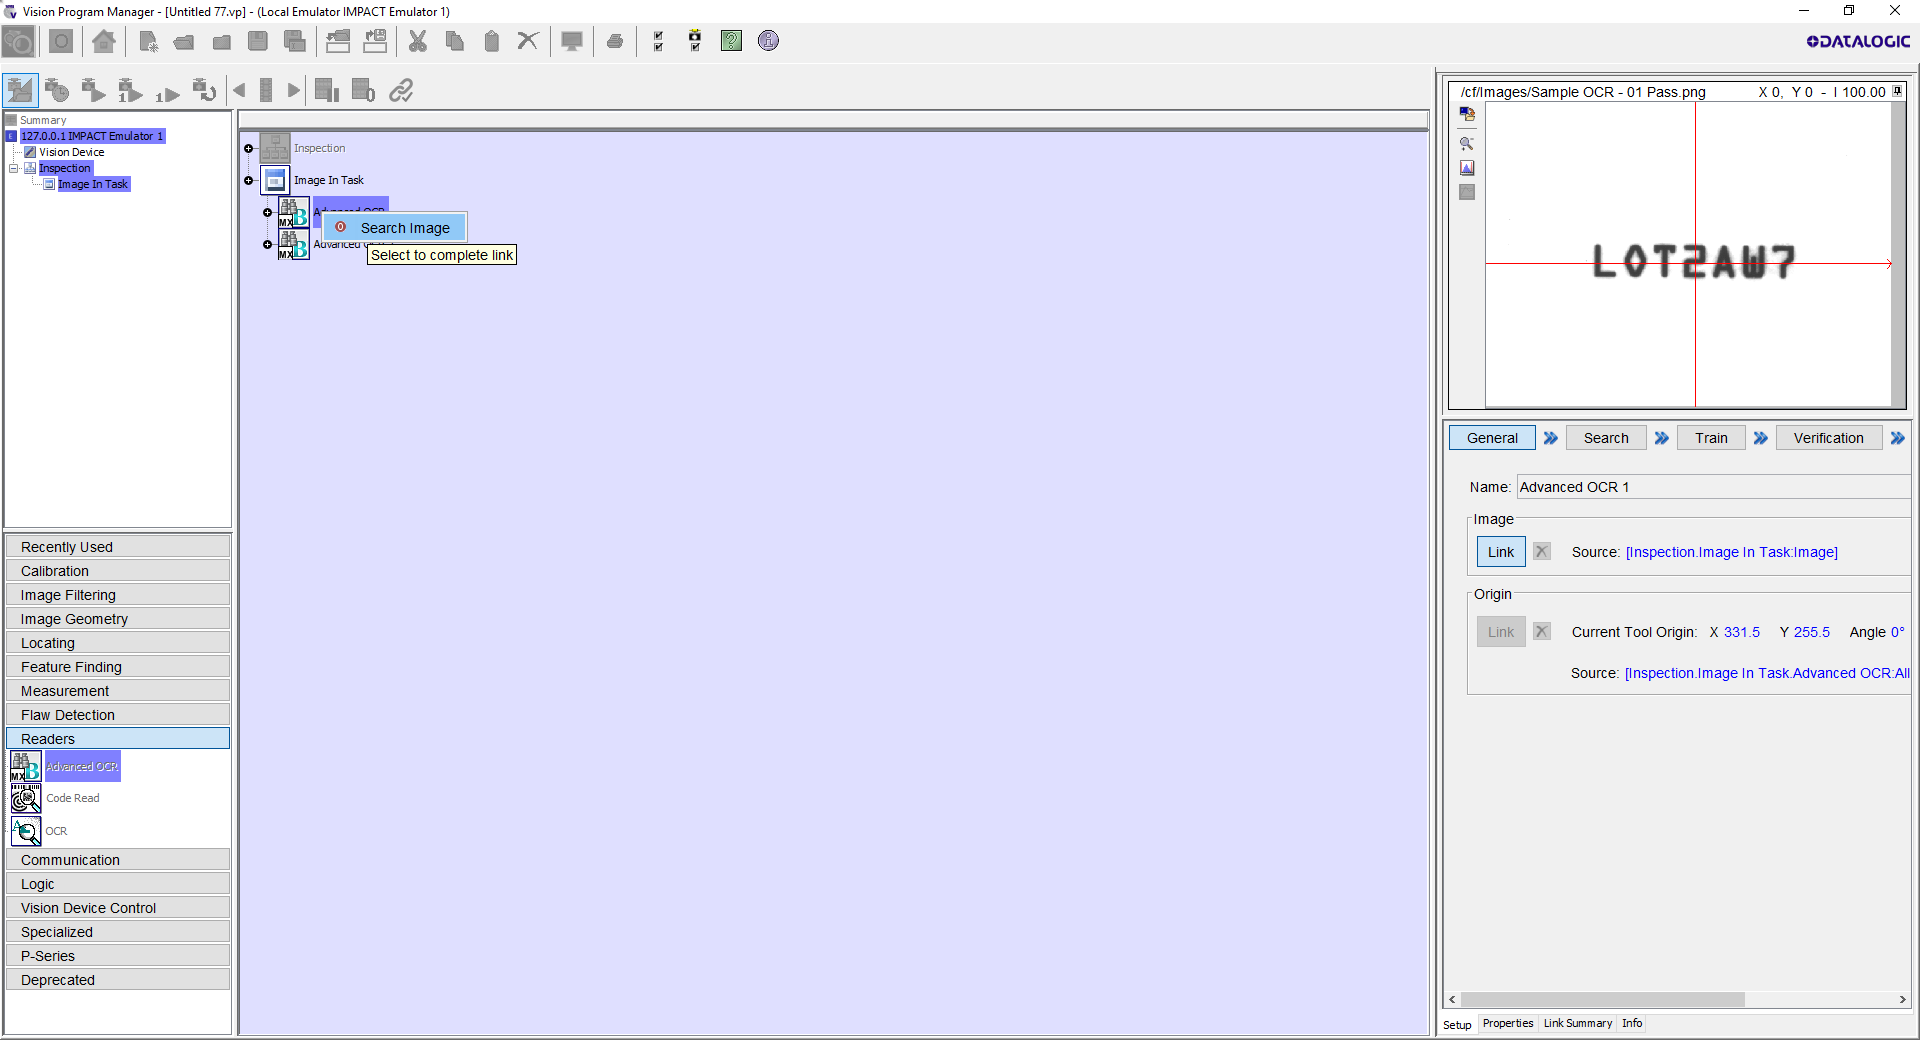 Vision Program Manager - [Untitled 77.vp] - (Local Emulator IMPACT Emulator 1)
DATALOGIC
Summary
127.0.0.1 IMPACT Emulator 1
Vision Device
Inspection
Image In Task
Inspection
Image In Task
Advanced OCR
Search Image
Advanced
Select to complete link
Recently Used
Calibration
Image Filtering
Image Geometry
Locating
Feature Finding
Measurement
Flaw Detection
Readers
Advanced OCR
Code Read
OCR
Communication
Logic
Vision Device Control
Specialized
P-Series
Deprecated
/cf/Images/Sample OCR - 01 Pass.png X 0, Y 0 - I 100.00
LOT2AW7
General Search Train Verification
Name: Advanced OCR 1
Image
Link Source: [Inspection.Image In Task:Image]
Origin
Link Current Tool Origin: X 331.5 Y 255.5 Angle 0°
Source: [Inspection.Image In Task.Advanced OCR:All
Setup Properties Link Summary Info